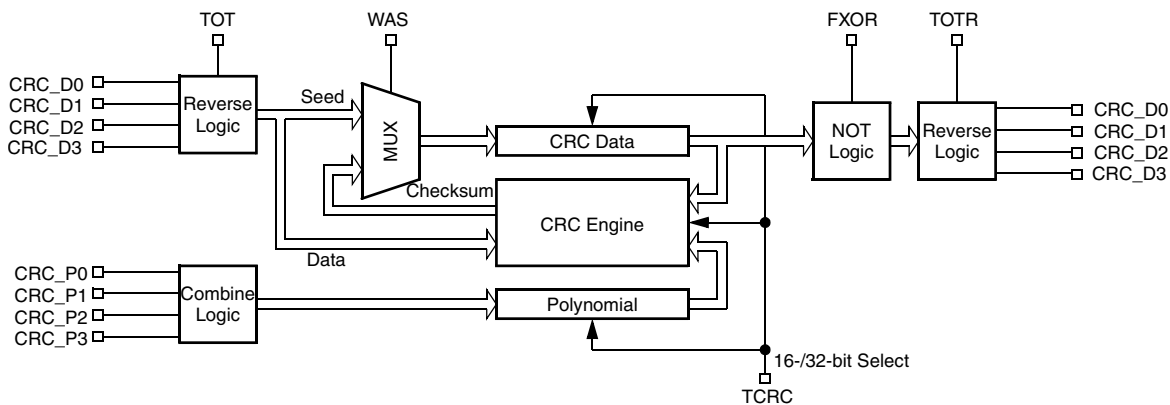 TOT
WAS
FXOR
TOTR
CRC_D0
CRC_D1
CRC_D2
CRC_D3
Reverse
Logic
Seed
MUX
Checksum
Data
CRC Data
CRC Engine
NOT
Logic
Reverse
Logic
CRC_D0
CRC_D1
CRC_D2
CRC_D3
CRC_P0
CRC_P1
CRC_P2
CRC_P3
Combine
Logic
Polynomial
16-/32-bit Select
TCRC